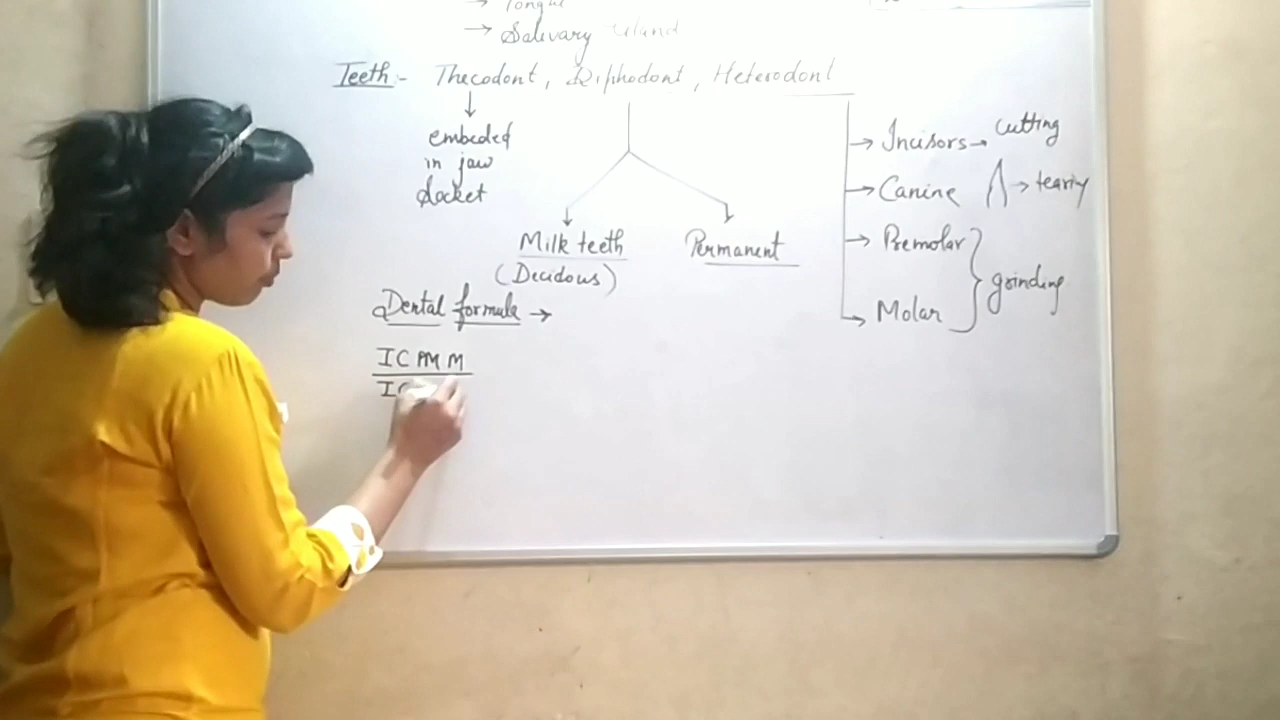 → Tongue
→ Salivary Gland
Teeth:- Thecodont, Diphodont, Heterodont
embeded
in jaw
Socket
Milk teeth
(Decidous)
Permanent
→ Incisors → Cutting
→ Canine → tearing
→ Premolar
→ Molar
grinding
Dental formula →
I C PM M
I C